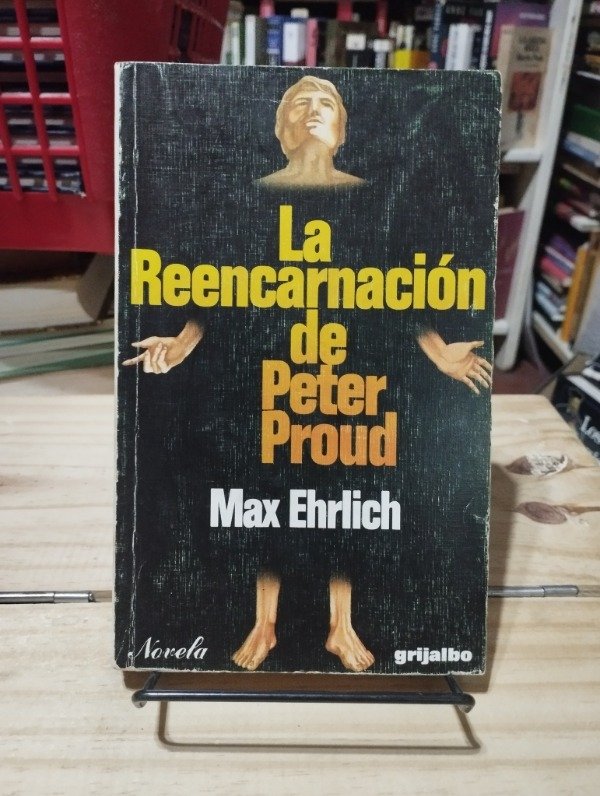 La
Reencarnación
de
Peter
Proud
Max Ehrlich
Novela
grijalbo